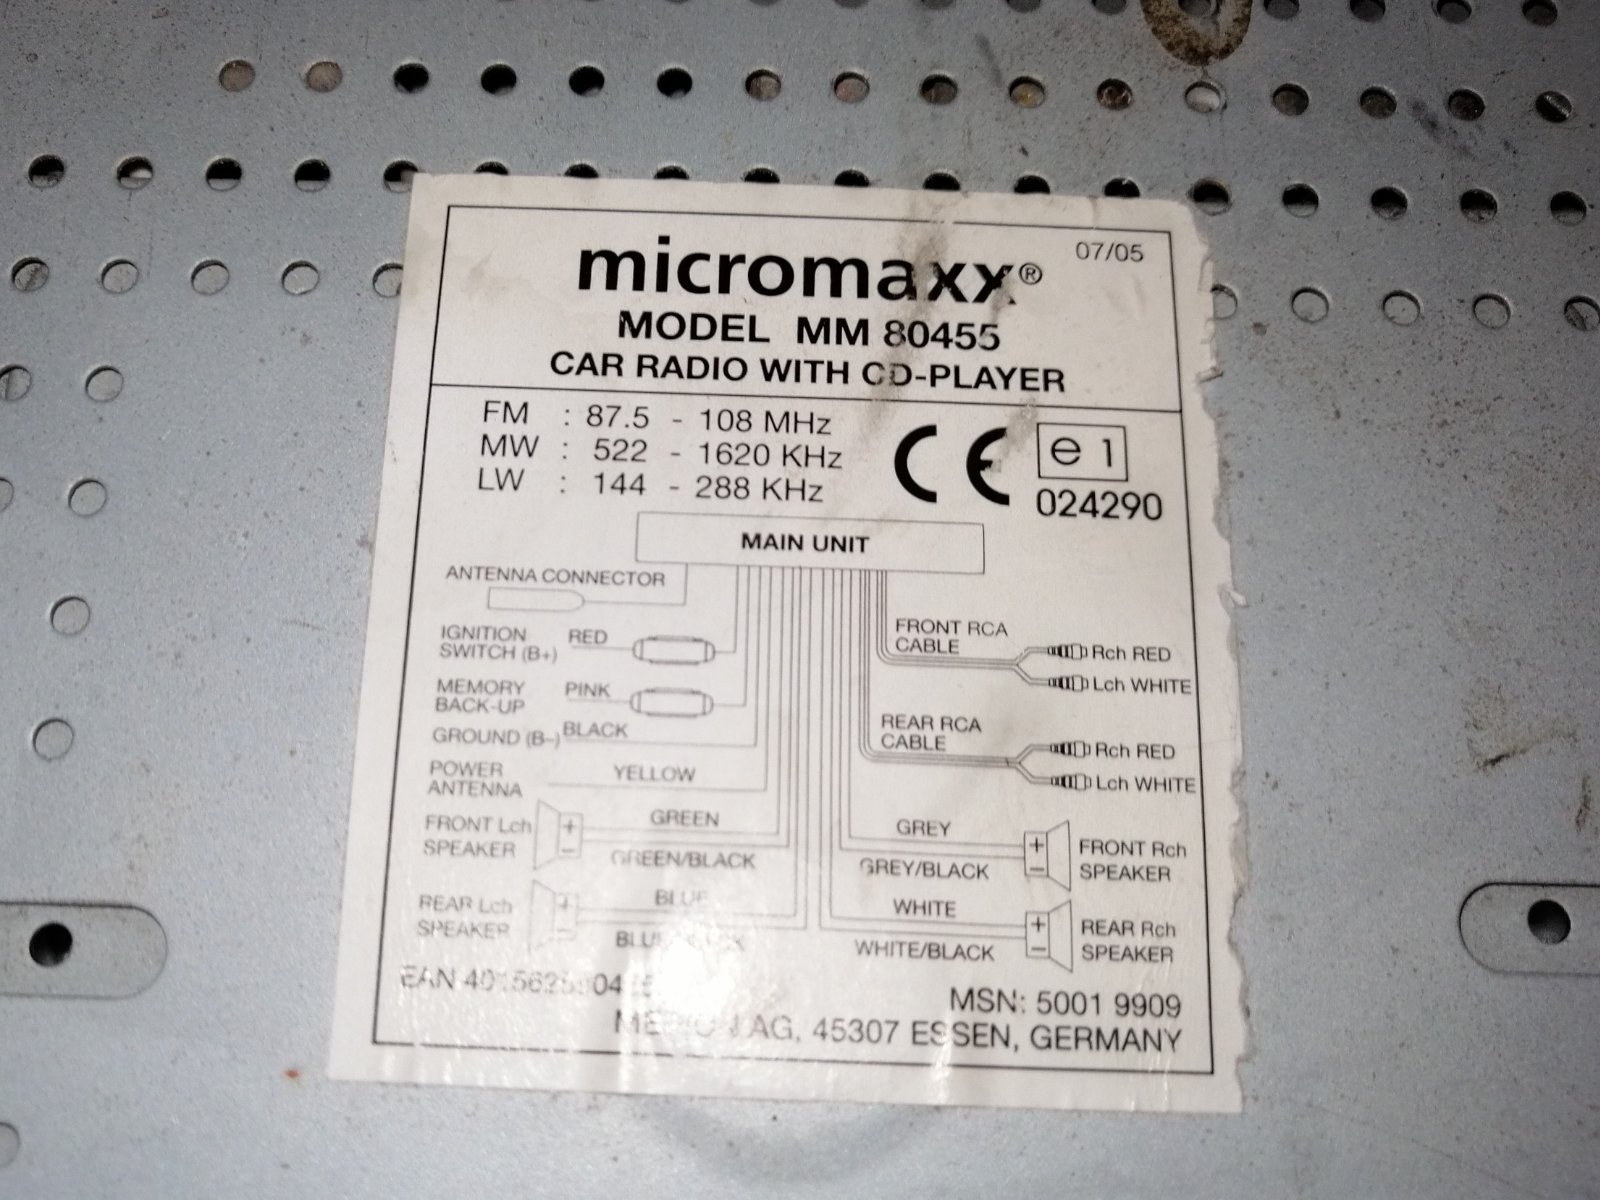 07/05
micromaxx®
MODEL MM 80455
CAR RADIO WITH CD-PLAYER
FM : 87.5 - 108 MHz
MW : 522 - 1620 KHz
LW : 144 - 288 KHz
CE
e1
024290
MAIN UNIT
ANTENNA CONNECTOR
IGNITION RED
SWITCH (B+)
MEMORY PINK
BACK-UP
GROUND (B-) BLACK
POWER YELLOW
ANTENNA
FRONT Lch + GREEN
SPEAKER - GREEN/BLACK
REAR Lch + BLUE
SPEAKER -
FRONT RCA
CABLE
Rch RED
Lch WHITE
REAR RCA
CABLE
Rch RED
Lch WHITE
GREY + FRONT Rch
GREY/BLACK - SPEAKER
WHITE + REAR Rch
WHITE/BLACK - SPEAKER
EAN
MSN: 5001 9909
AG, 45307 ESSEN, GERMANY